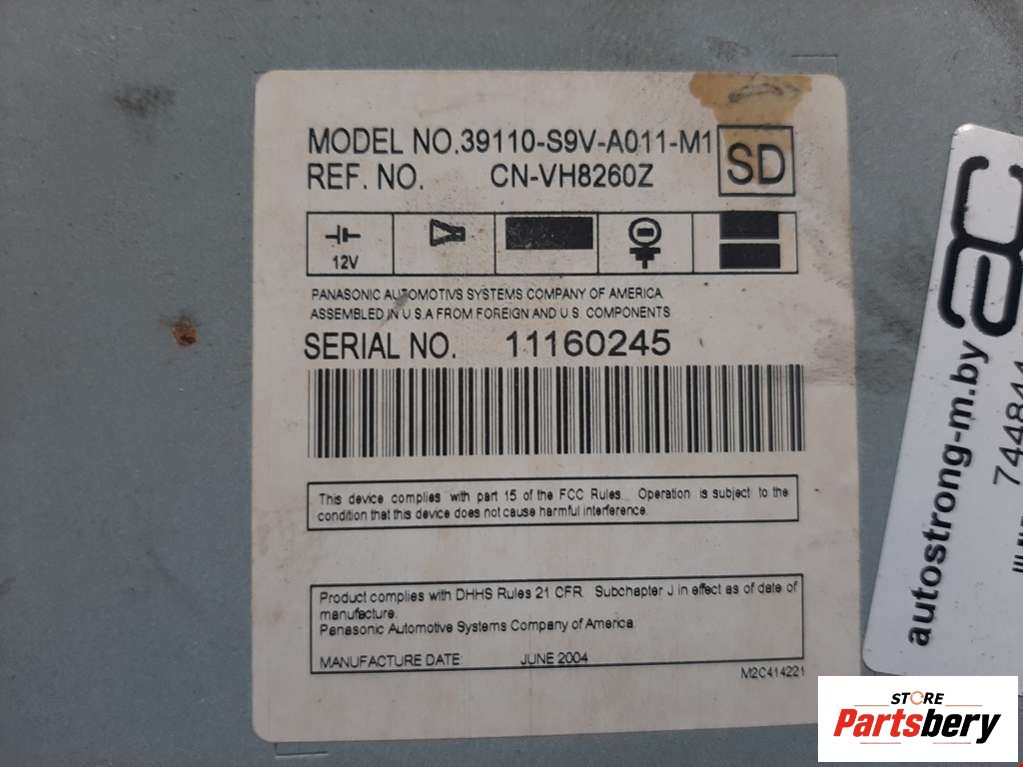 MODEL NO.39110-S9V-A011-M1
SD
REF. NO. CN-VH8260Z
12V
PANASONIC AUTOMOTIVS SYSTEMS COMPANY OF AMERICA
ASSEMBLED IN U.S.A FROM FOREIGN AND U.S. COMPONENTS
SERIAL NO. 11160245
This device complies with part 15 of the FCC Rules. Operation is subject to the
condition that this device does not cause harmful interference.
Product complies with DHHS Rules 21 CFR. Subchapter J in effect as of date of
manufacture.
Panasonic Automotive Systems Company of America
MANUFACTURE DATE: JUNE 2004
M2C414221
ac
autostrong-m.by
STORE
Partsbery